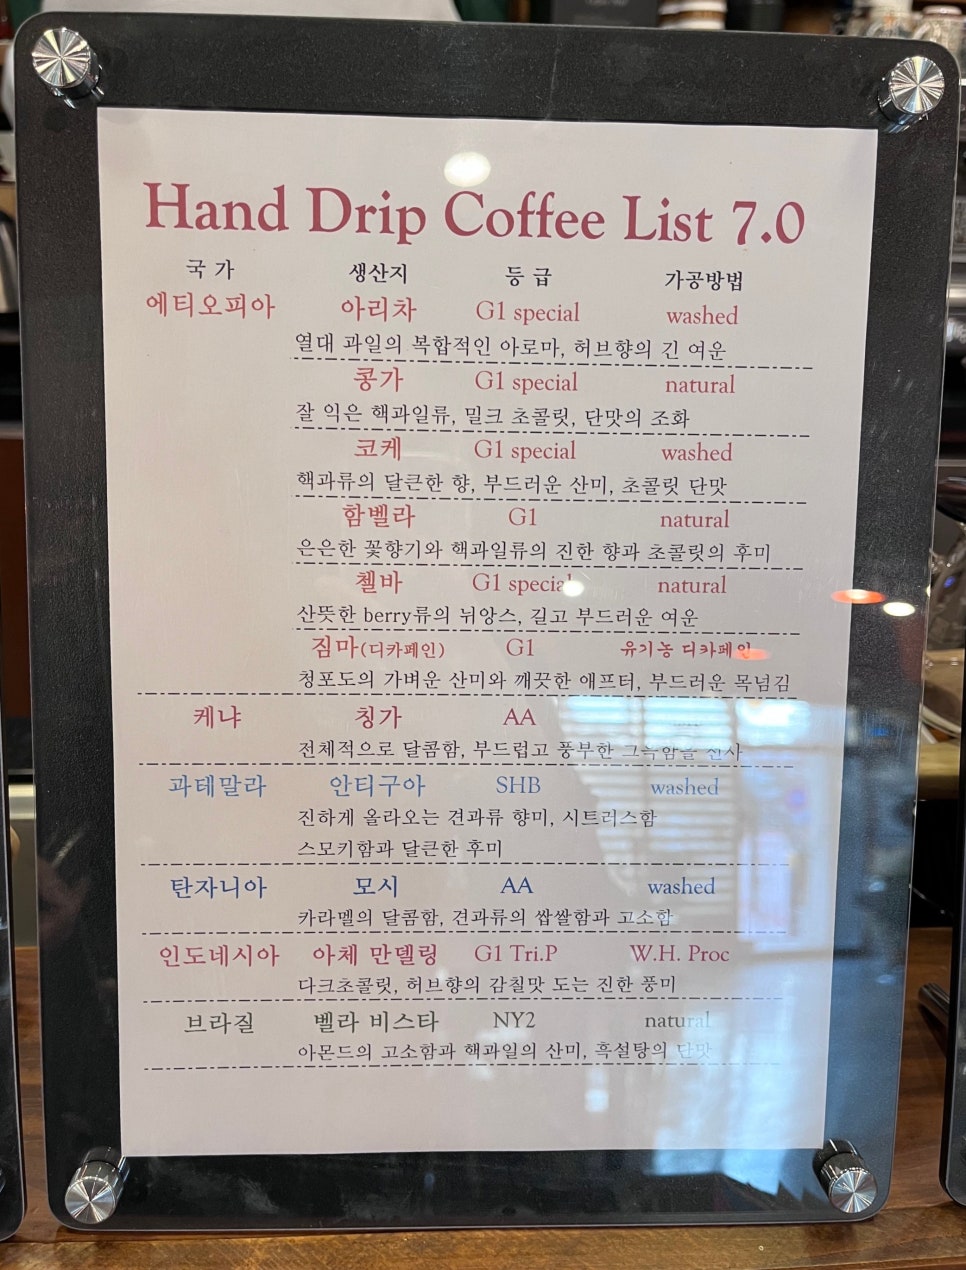 Hand Drip Coffee List 7.0
국 가 생산지 등 급 가공방법
에티오피아 아리차 G1 special washed
열대 과일의 복합적인 아로마, 허브향의 긴 여운
콩가 G1 special natural
잘 익은 핵과일류, 밀크 초콜릿, 단맛의 조화
코케 G1 special washed
핵과류의 달큰한 향, 부드러운 산미, 초콜릿 단맛
함벨라 G1 natural
은은한 꽃향기와 핵과일류의 진한 향과 초콜릿의 후미
첼바 G1 special natural
산뜻한 berry류의 뉘앙스, 길고 부드러운 여운
짐마(디카페인) G1 유기농 디카페인
청포도의 가벼운 산미와 깨끗한 애프터, 부드러운 목넘김
케냐 칭가 AA
전체적으로 달콤함, 부드럽고 풍부한
과테말라 안티구아 SHB washed
진하게 올라오는 견과류 향미, 시트러스함
스모키함과 달큰한 후미
탄자니아 모시 AA washed
카라멜의 달콤함, 견과류의 쌉쌀함과 고소함
인도네시아 아체 만델링 G1 Tri.P W.H. Proc
다크초콜릿, 허브향의 감칠맛 도는 진한 풍미
브라질 벨라 비스타 NY2 natural
아몬드의 고소함과 핵과일의 산미, 흑설탕의 단맛